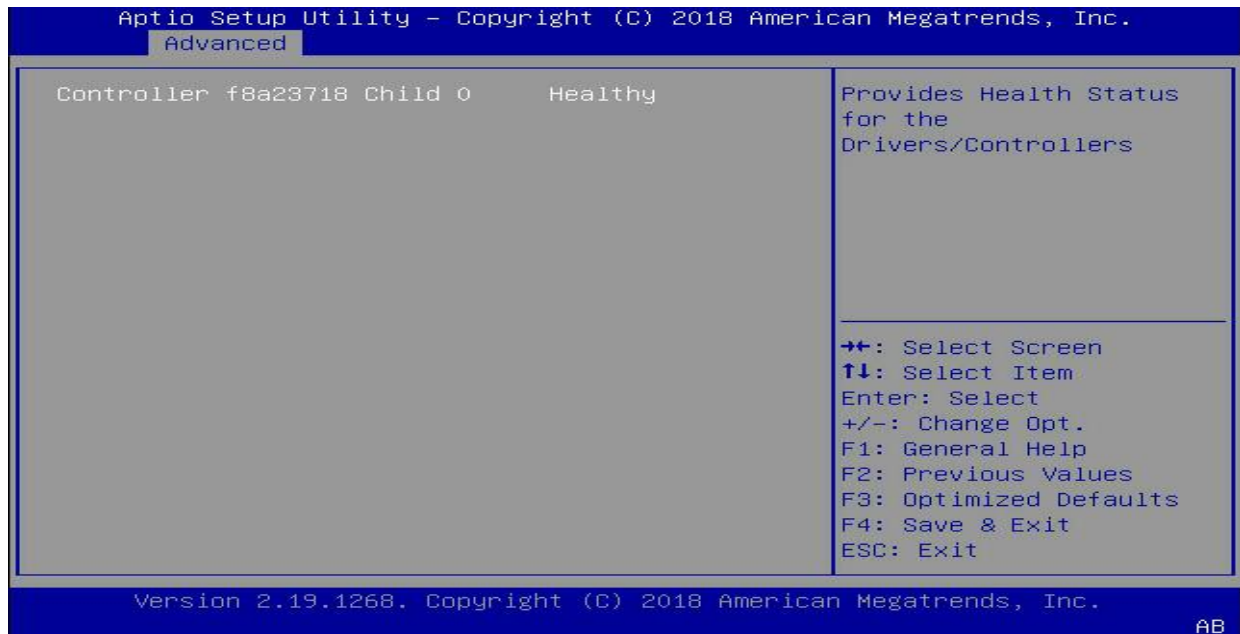 Aptio Setup Utility – Copyright (C) 2018 American Megatrends, Inc.
Advanced
Controller f8a23718 Child 0 Healthy
Provides Health Status
for the
Drivers/Controllers
→←: Select Screen
↑↓: Select Item
Enter: Select
+/-: Change Opt.
F1: General Help
F2: Previous Values
F3: Optimized Defaults
F4: Save & Exit
ESC: Exit
Version 2.19.1268. Copyright (C) 2018 American Megatrends, Inc.
AB